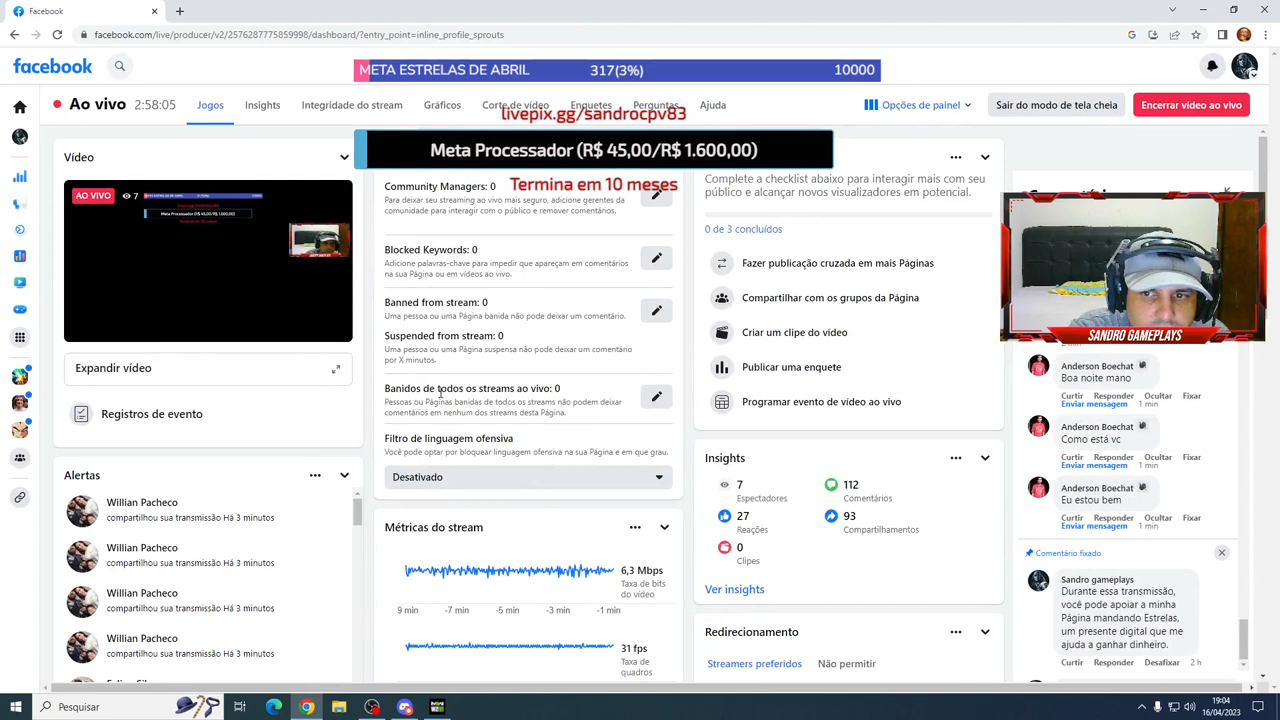 Facebook
facebook.com/live/producer/v2/2576287775859998/dashboard/?entry_point=inline_profile_sprouts
facebook
META ESTRELAS DE ABRIL 317(3%) 10000
Ao vivo 2:58:05
Jogos Insights Integridade do stream Gráficos Corte de vídeo Enquetes Perguntas Ajuda
Opções de painel
Sair do modo de tela cheia
Encerrar vídeo ao vivo
livepix.gg/sandrocpv83
Meta Processador (R$ 45,00/R$ 1.600,00)
Termina em 10 meses
Vídeo
AO VIVO 7
Expandir vídeo
Registros de evento
Alertas
Willian Pacheco
compartilhou sua transmissão Há 3 minutos
Willian Pacheco
compartilhou sua transmissão Há 3 minutos
Willian Pacheco
compartilhou sua transmissão Há 3 minutos
Willian Pacheco
compartilhou sua transmissão Há 3 minutos
Community Managers: 0
Para deixar seu streaming ao vivo mais seguro, adicione gerentes da
comunidade para interagir com o público e remover comentários.
Blocked Keywords: 0
Adicione palavras-chave para impedir que apareçam em comentários
na sua Página ou em vídeos ao vivo.
Banned from stream: 0
Uma pessoa ou uma Página banida não pode deixar um comentário.
Suspended from stream: 0
Uma pessoa ou uma Página suspensa não pode deixar um comentário
por X minutos.
Banidos de todos os streams ao vivo: 0
Pessoas ou Páginas banidas de todos os streams não podem deixar
comentários em nenhum dos streams desta Página.
Filtro de linguagem ofensiva
Você pode optar por bloquear linguagem ofensiva na sua Página e em que grau.
Desativado
Métricas do stream
6,3 Mbps
Taxa de bits
do vídeo
9 min -7 min -5 min -3 min -1 min
31 fps
Taxa de
quadros
Complete a checklist abaixo para interagir mais com seu
público e alcançar novos visualizadores em potencial.
0 de 3 concluídos
Fazer publicação cruzada em mais Páginas
Compartilhar com os grupos da Página
Criar um clipe do vídeo
Publicar uma enquete
Programar evento de vídeo ao vivo
Insights
7
Espectadores
112
Comentários
27
Reações
93
Compartilhamentos
0
Clipes
Ver insights
Redirecionamento
Streamers preferidos Não permitir
SANDRO GAMEPLAYS
Anderson Boechat
Boa noite mano
Curtir Responder Ocultar Fixar
Enviar mensagem 1 min
Anderson Boechat
Como está vc
Curtir Responder Ocultar Fixar
Enviar mensagem 1 min
Anderson Boechat
Eu estou bem
Curtir Responder Ocultar Fixar
Enviar mensagem 1 min
Comentário fixado
Sandro gameplays
Durante essa transmissão,
você pode apoiar a minha
Página mandando Estrelas,
um presente digital que me
ajuda a ganhar dinheiro.
Curtir Responder Desafixar 2 h
Pesquisar
19:04
16/04/2023